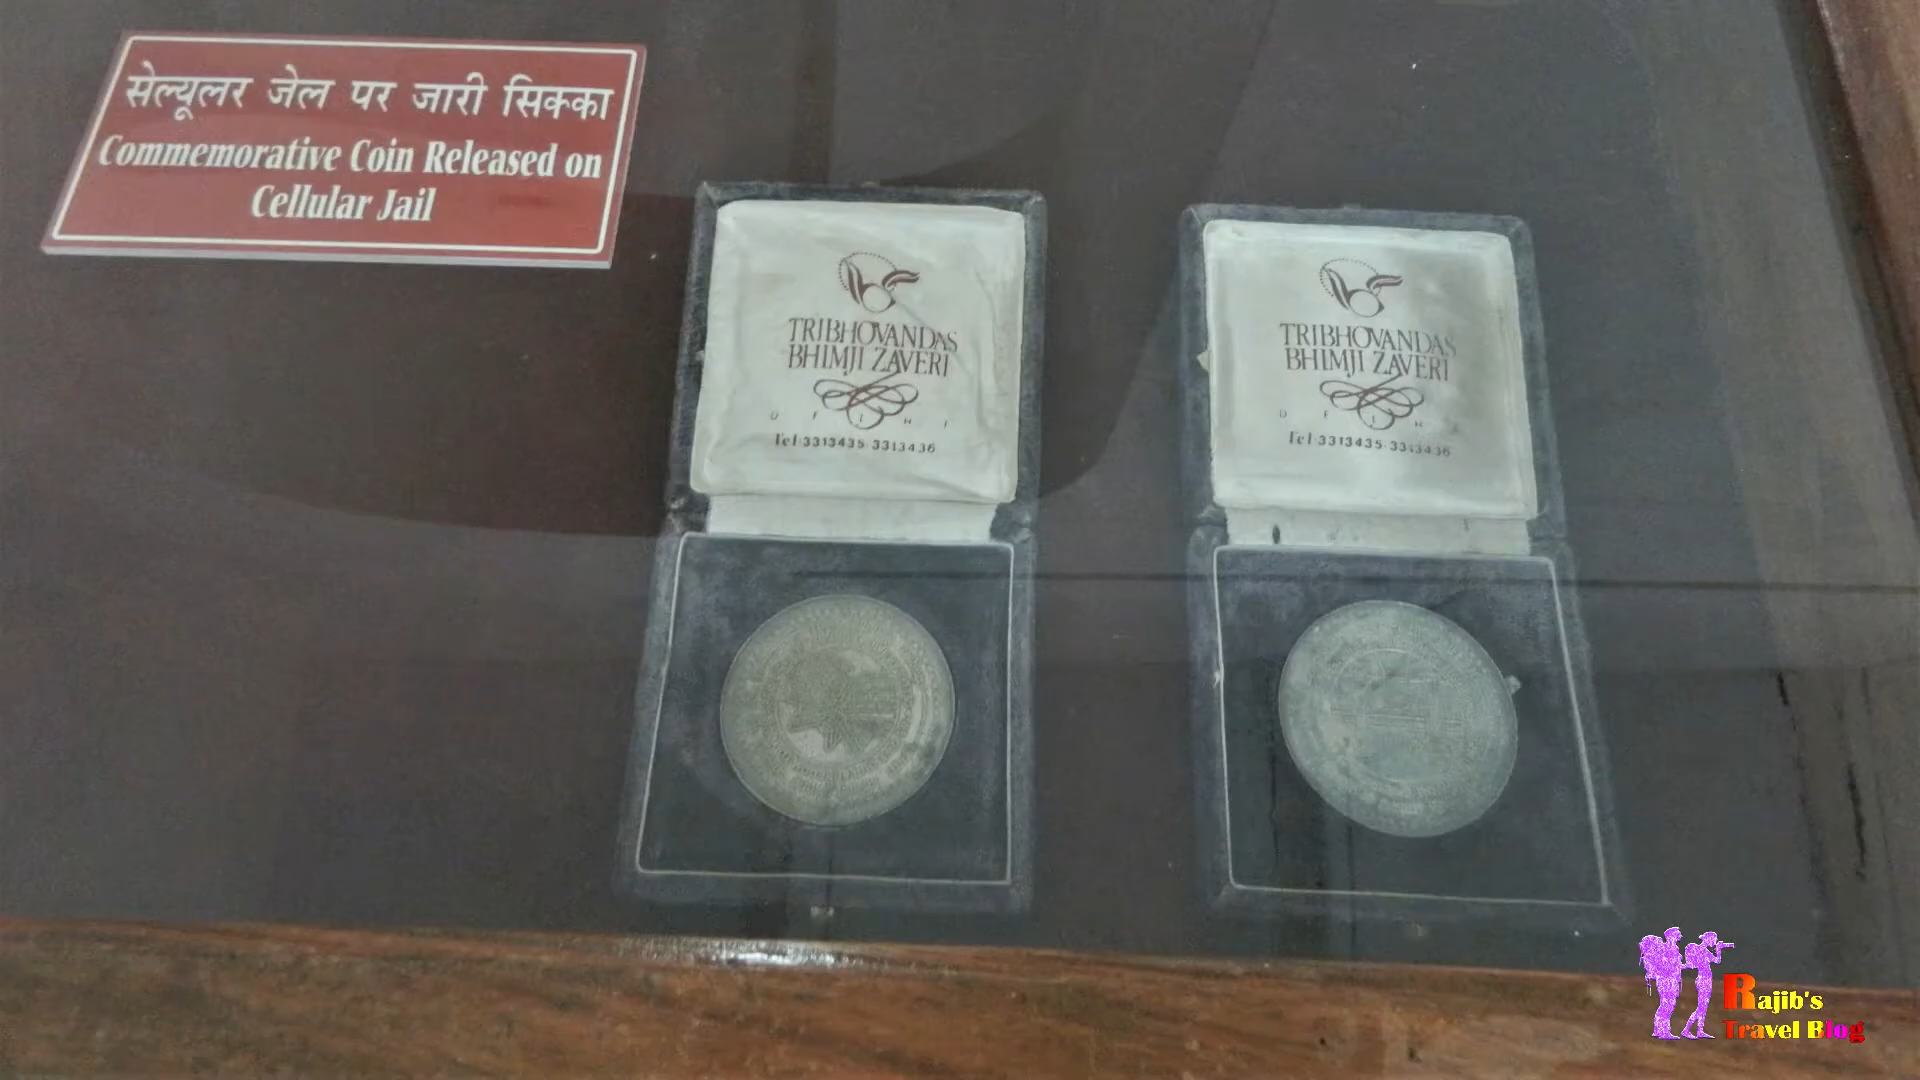 सेल्यूलर जेल पर जारी सिक्का
Commemorative Coin Released on
Cellular Jail
TRIBHOVANDAS
BHIMJI ZAVERI
D E L H I
Tel 3313435 3313436
TRIBHOVANDAS
BHIMJI ZAVERI
D E L H I
Tel 3313435-3313436
Rajib's
Travel Blog